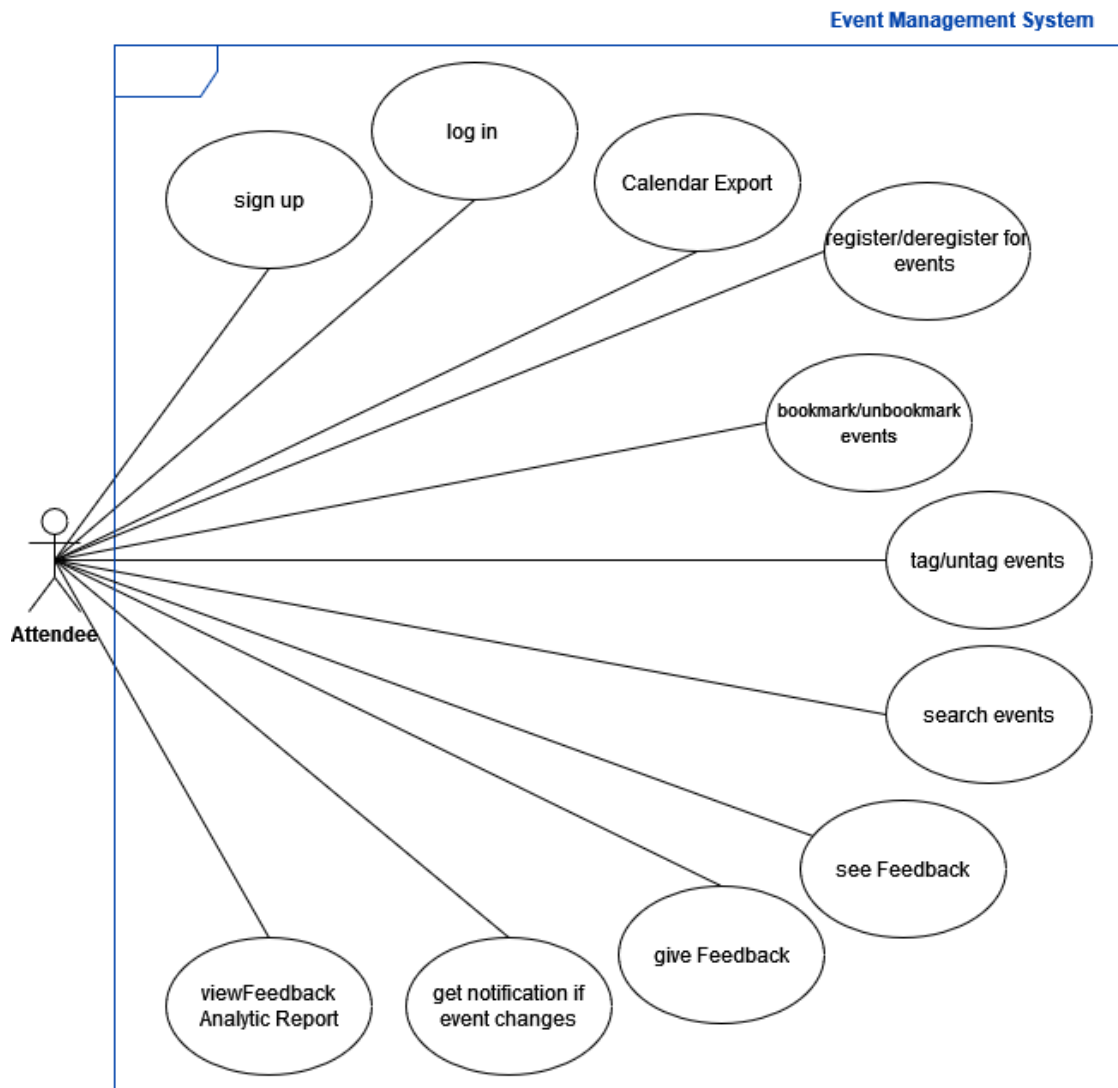 Event Management System
log in
sign up
Calendar Export
register/deregister for
events
bookmark/unbookmark
events
tag/untag events
Attendee
search events
see Feedback
give Feedback
viewFeedback
Analytic Report
get notification if
event changes